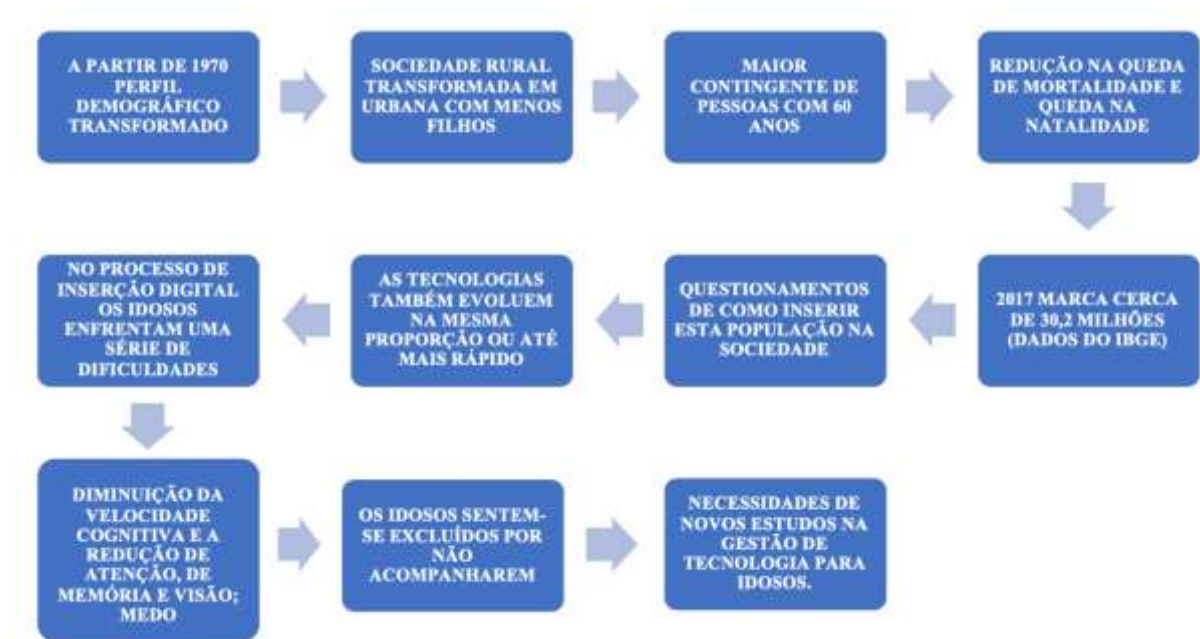 A PARTIR DE 1970
PERFIL
DEMOGRÁFICO
TRANSFORMADO
SOCIEDADE RURAL
TRANSFORMADA EM
URBANA COM MENOS
FILHOS
MAIOR
CONTINGENTE DE
PESSOAS COM 60
ANOS
REDUÇÃO NA QUEDA
DE MORTALIDADE E
QUEDA NA
NATALIDADE
2017 MARCA CERCA
DE 30,2 MILHÕES
(DADOS DO IBGE)
QUESTIONAMENTOS
DE COMO INSERIR
ESTA POPULAÇÃO NA
SOCIEDADE
AS TECNOLOGIAS
TAMBÉM EVOLUEM
NA MESMA
PROPORÇÃO OU ATÉ
MAIS RÁPIDO
NO PROCESSO DE
INSERÇÃO DIGITAL
OS IDOSOS
ENFRENTAM UMA
SÉRIE DE
DIFICULDADES
DIMINUIÇÃO DA
VELOCIDADE
COGNITIVA E A
REDUÇÃO DE
ATENÇÃO, DE
MEMÓRIA E VISÃO;
MEDO
OS IDOSOS SENTEM-
SE EXCLUÍDOS POR
NÃO
ACOMPANHAREM
NECESSIDADES DE
NOVOS ESTUDOS NA
GESTÃO DE
TECNOLOGIA PARA
IDOSOS.